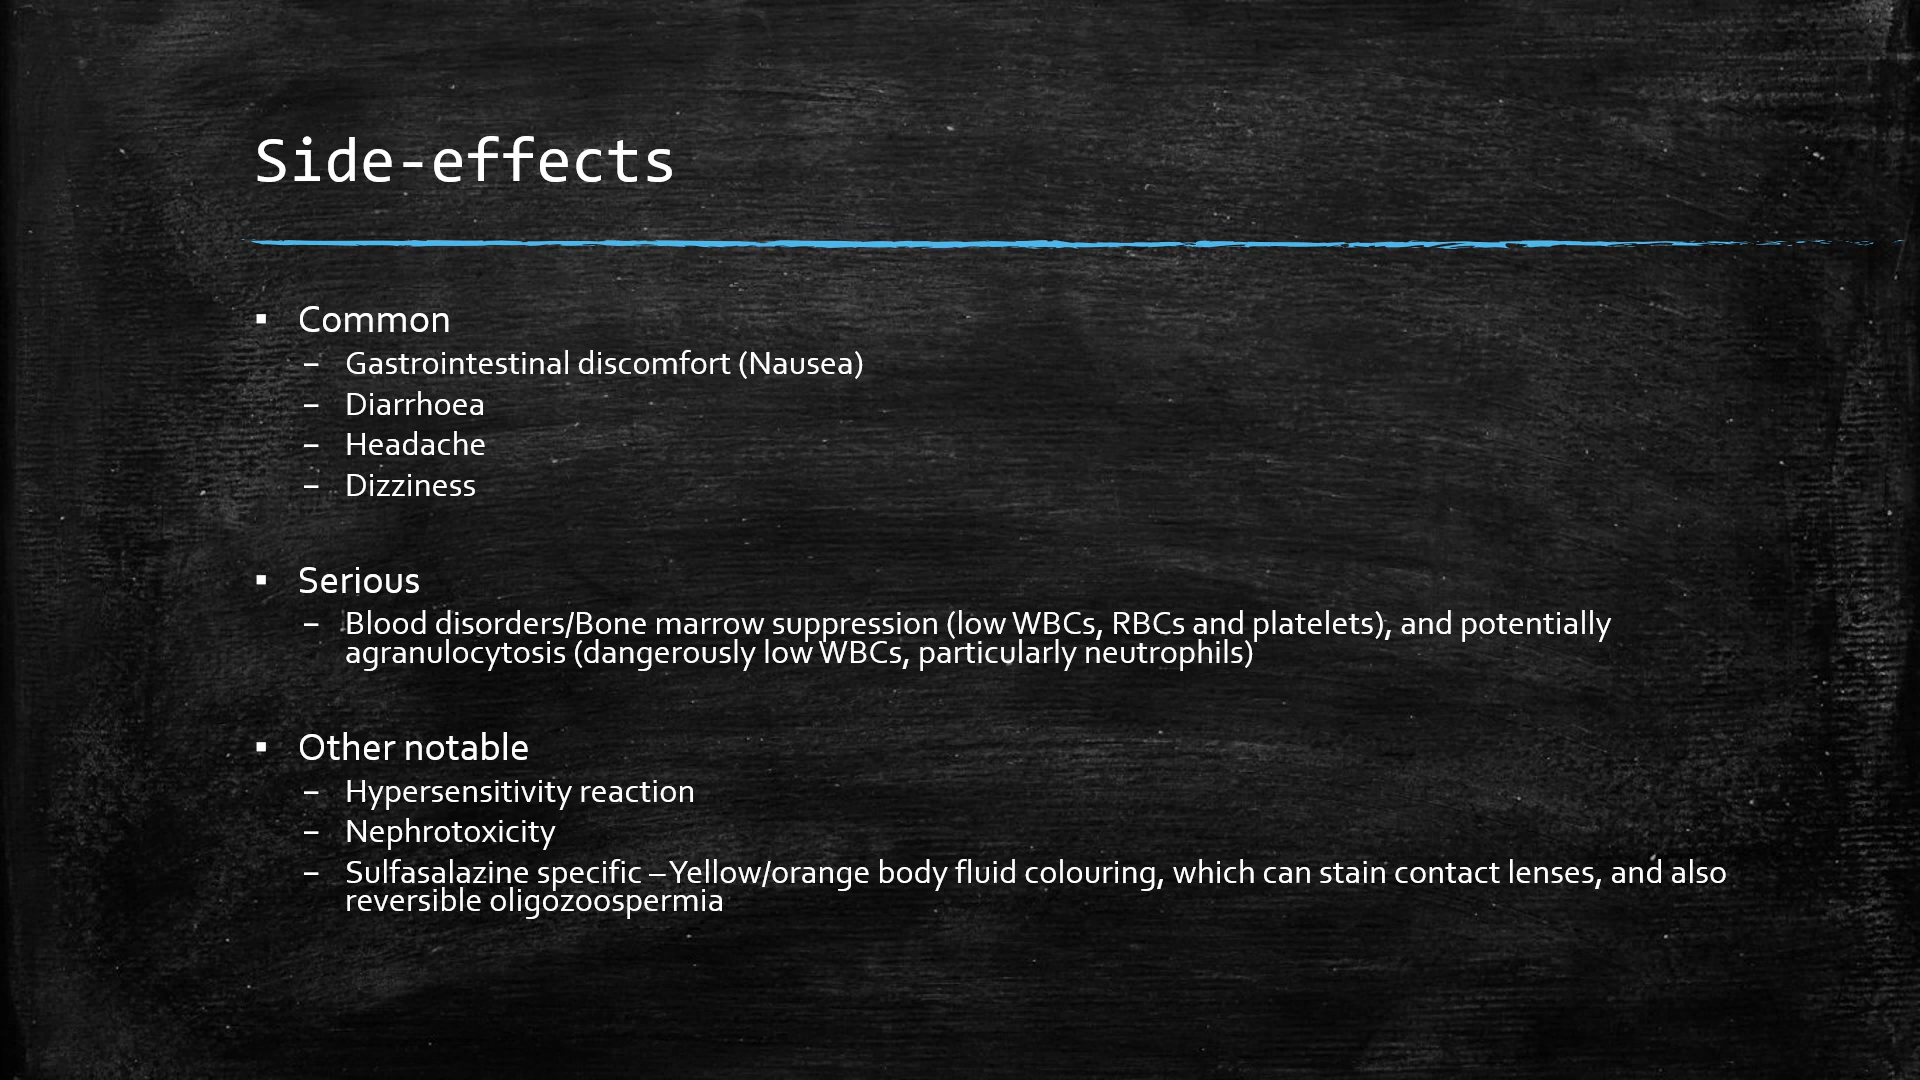 Side-effects
▪ Common
– Gastrointestinal discomfort (Nausea)
– Diarrhoea
– Headache
– Dizziness
▪ Serious
– Blood disorders/Bone marrow suppression (low WBCs, RBCs and platelets), and potentially
agranulocytosis (dangerously low WBCs, particularly neutrophils)
▪ Other notable
– Hypersensitivity reaction
– Nephrotoxicity
– Sulfasalazine specific – Yellow/orange body fluid colouring, which can stain contact lenses, and also
reversible oligozoospermia